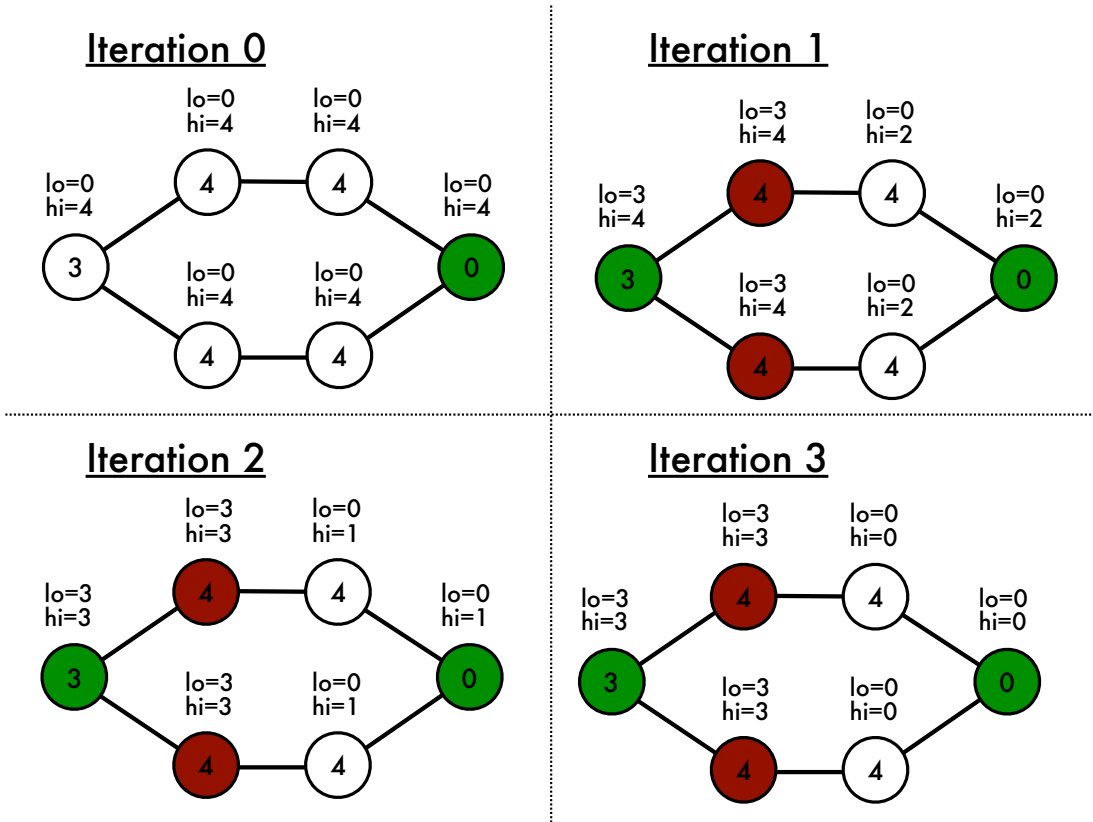 Iteration 0
lo=0
hi=4
lo=0
hi=4
lo=0
hi=4
lo=0
hi=4
4
4
3
0
lo=0
hi=4
lo=0
hi=4
4
4
Iteration 1
lo=3
hi=4
lo=0
hi=2
lo=3
hi=4
lo=0
hi=2
4
4
3
0
lo=3
hi=4
lo=0
hi=2
4
4
Iteration 2
lo=3
hi=3
lo=0
hi=1
lo=3
hi=3
lo=0
hi=1
4
4
3
0
lo=3
hi=3
lo=0
hi=1
4
4
Iteration 3
lo=3
hi=3
lo=0
hi=0
lo=3
hi=3
lo=0
hi=0
4
4
3
0
lo=3
hi=3
lo=0
hi=0
4
4